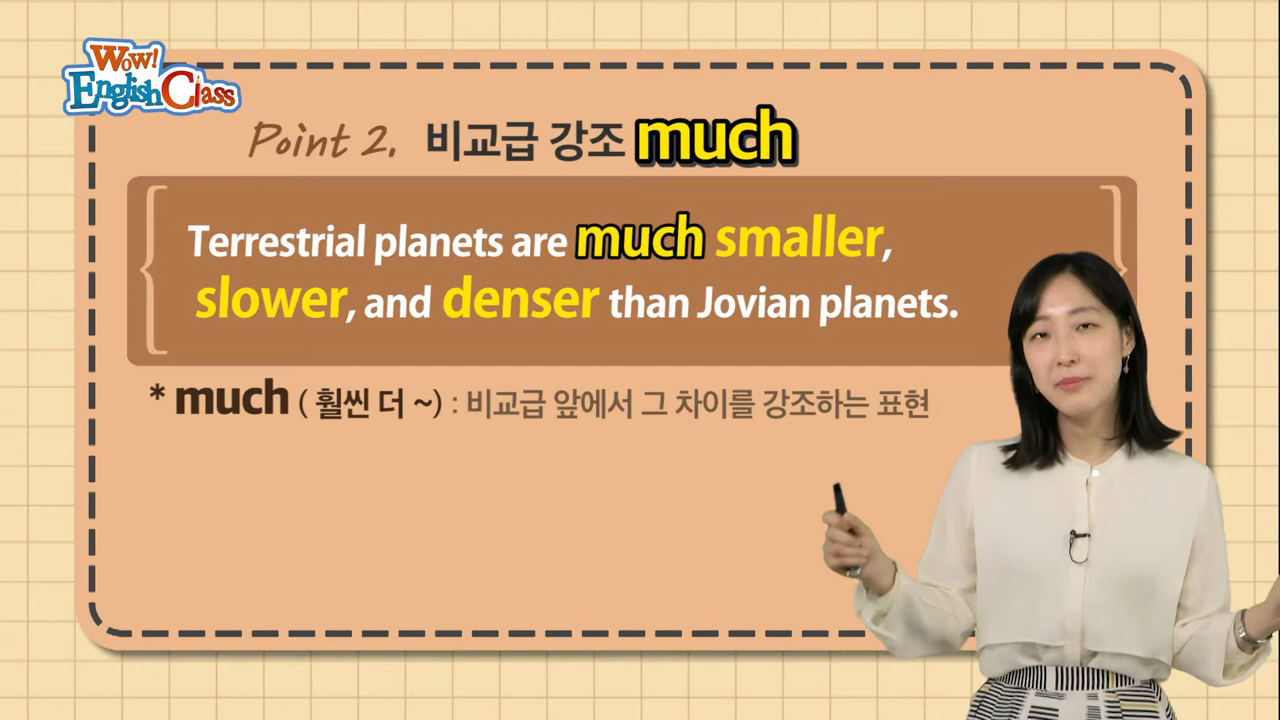 Wow!
English Class
Point 2. 비교급 강조 much
Terrestrial planets are much smaller,
slower, and denser than Jovian planets.
* much ( 훨씬 더 ~) : 비교급 앞에서 그 차이를 강조하는 표현